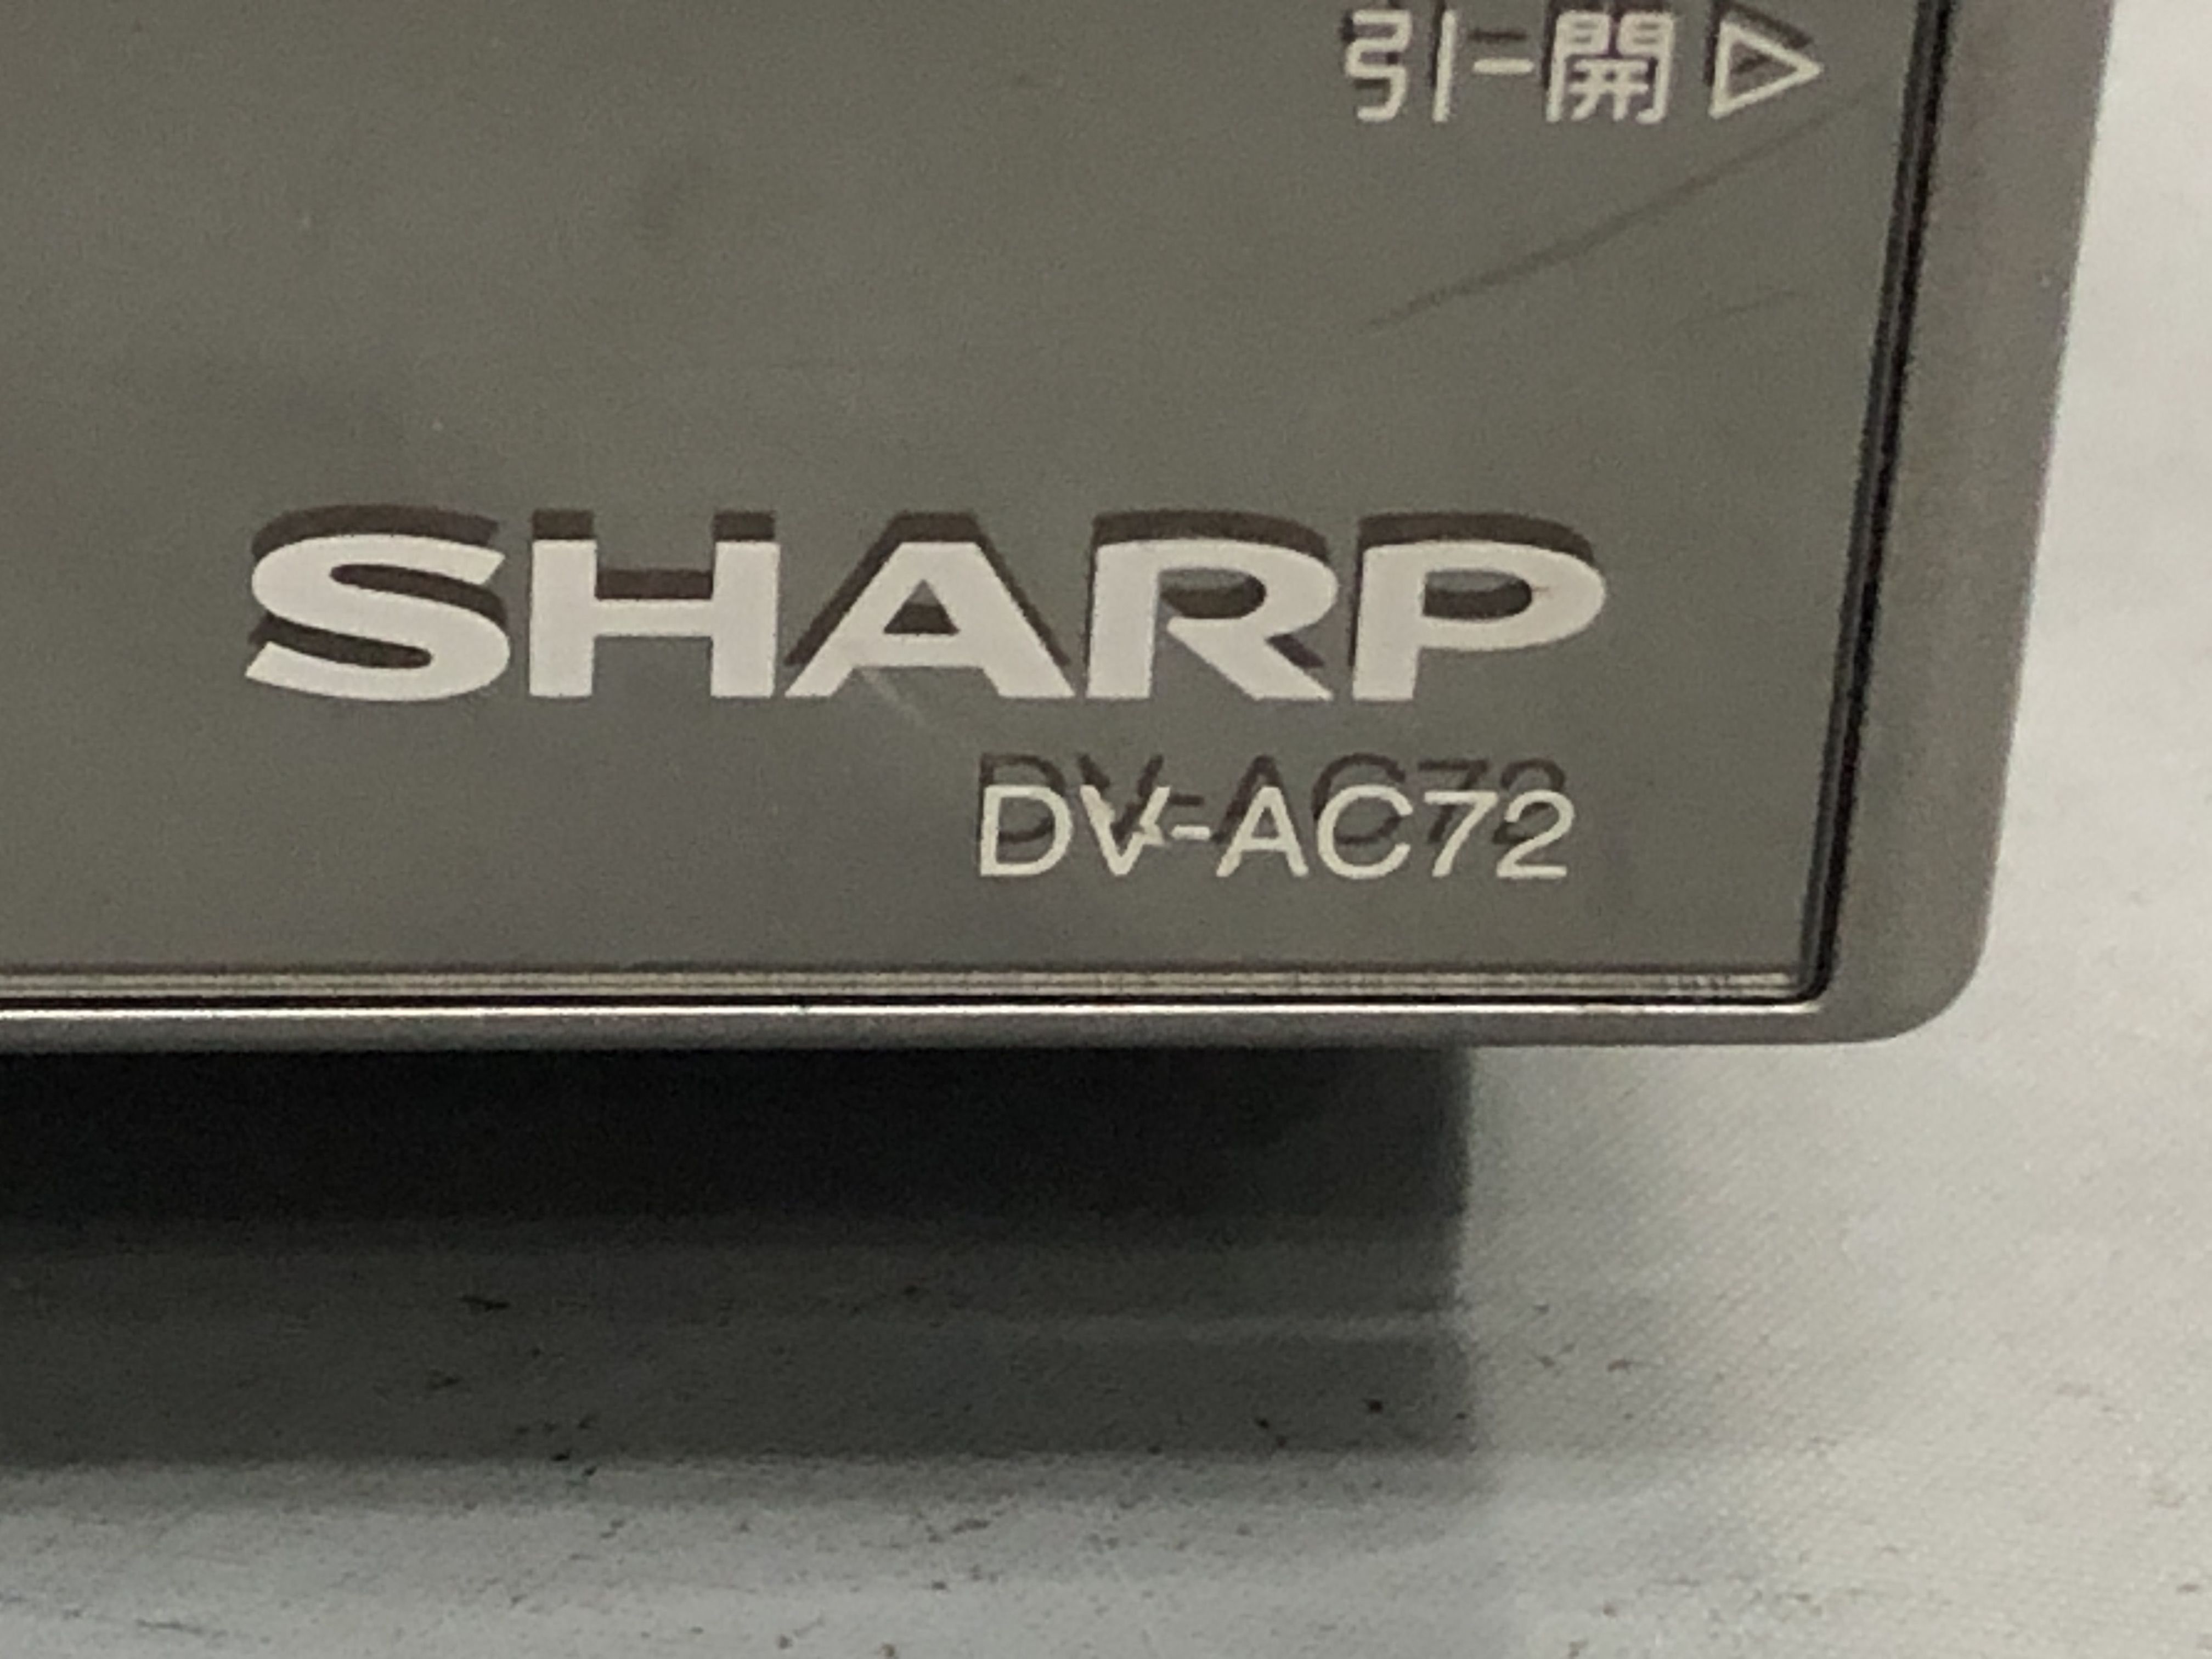 引-開 ▷
SHARP
DV-AC72